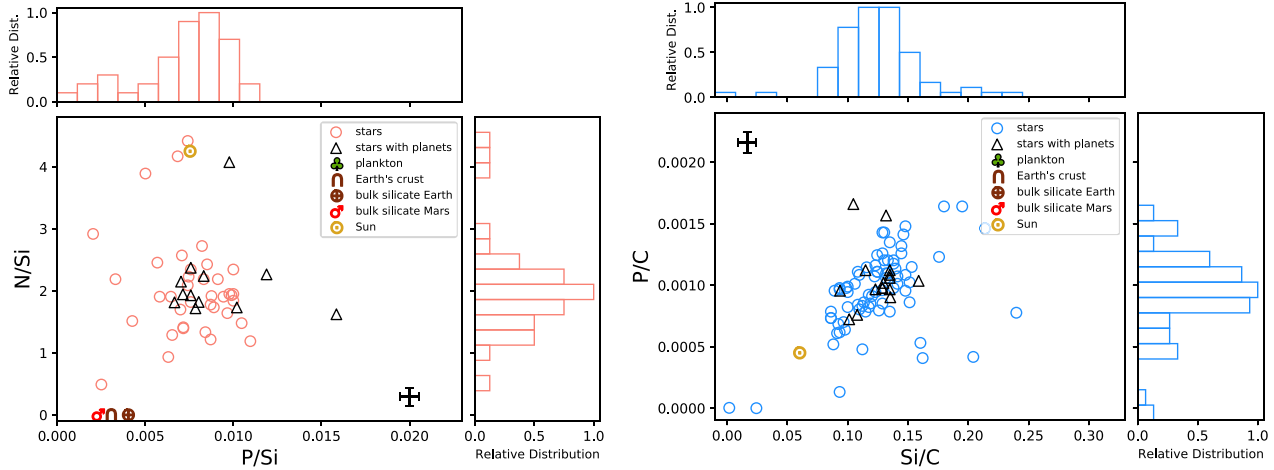 Relative Dist.
1.0
0.5
0.0
N/Si
4
3
2
1
0
stars
stars with planets
plankton
Earth's crust
bulk silicate Earth
bulk silicate Mars
Sun
0.000 0.005 0.010 0.015 0.020
P/Si
0.0 0.5 1.0
Relative Distribution
Relative Dist.
1.0
0.5
0.0
P/C
0.0020
0.0015
0.0010
0.0005
0.0000
stars
stars with planets
plankton
Earth's crust
bulk silicate Earth
bulk silicate Mars
Sun
0.00 0.05 0.10 0.15 0.20 0.25 0.30
Si/C
0.0 0.5 1.0
Relative Distribution